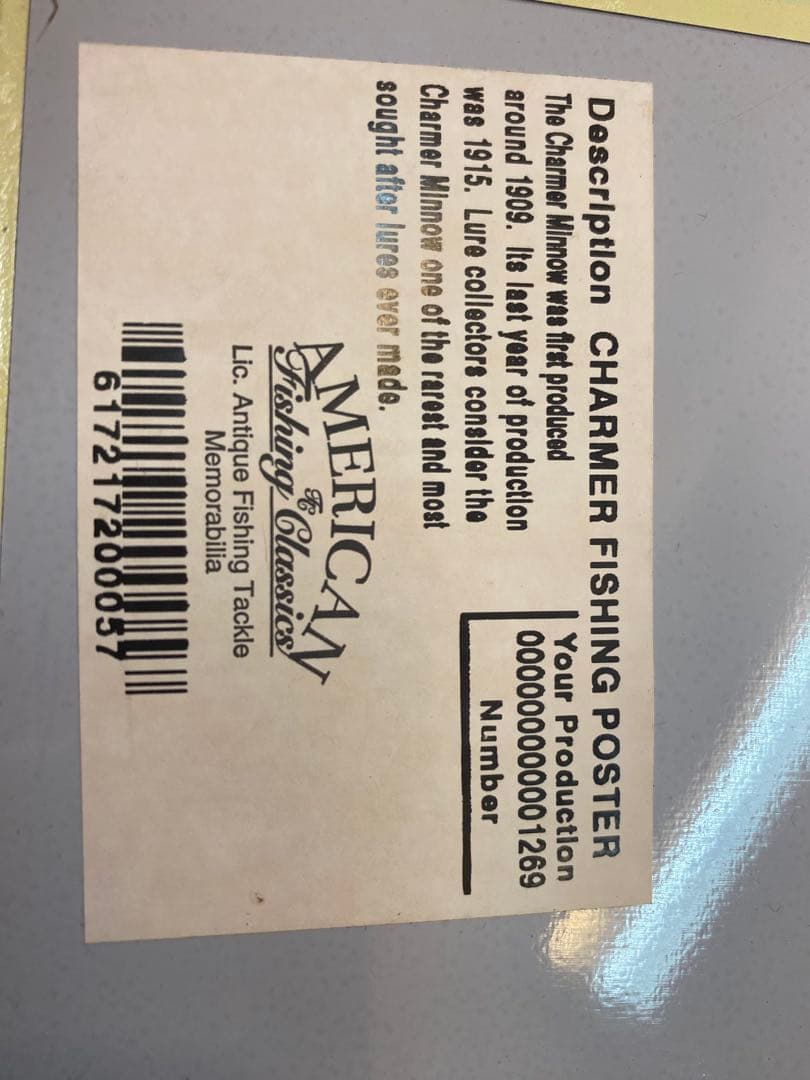 Description CHARMER FISHING POSTER
The Charmer Minnow was first produced
around 1909. Its last year of production
was 1915. Lure collectors consider the
Charmer Minnow one of the rarest and most
sought after lures ever made.
Your Production
00000000000001269
Number
AMERICAN
Fishing Classics
FC
Lic. Antique Fishing Tackle
Memorabilia
617217200057